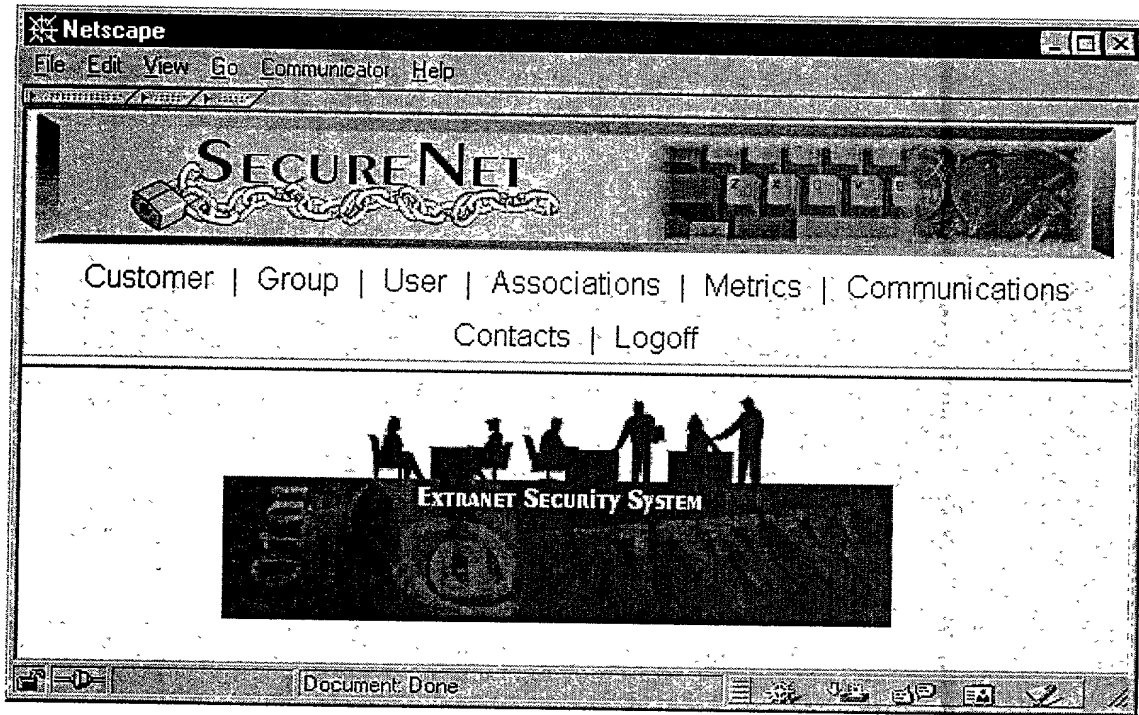 Netscape
File Edit View Go Communicator Help
SECURENET
Z X C V B
Customer | Group | User | Associations | Metrics | Communications
Contacts | Logoff
EXTRANET SECURITY SYSTEM
Document: Done